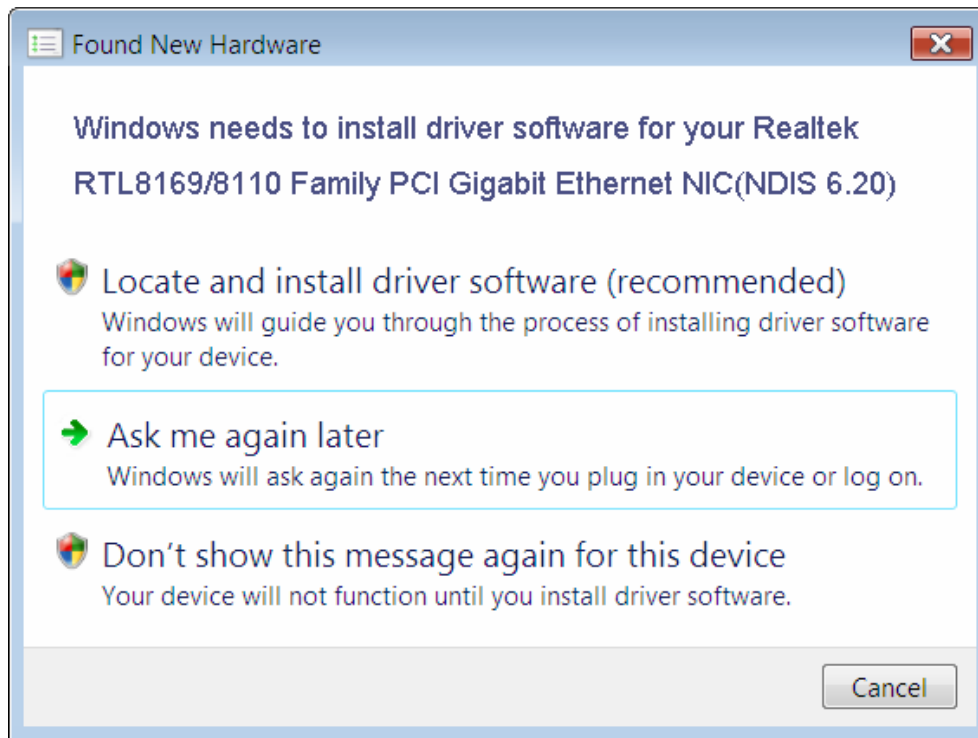 Found New Hardware
Windows needs to install driver software for your Realtek
RTL8169/8110 Family PCI Gigabit Ethernet NIC(NDIS 6.20)
Locate and install driver software (recommended)
Windows will guide you through the process of installing driver software
for your device.
Ask me again later
Windows will ask again the next time you plug in your device or log on.
Don't show this message again for this device
Your device will not function until you install driver software.
Cancel